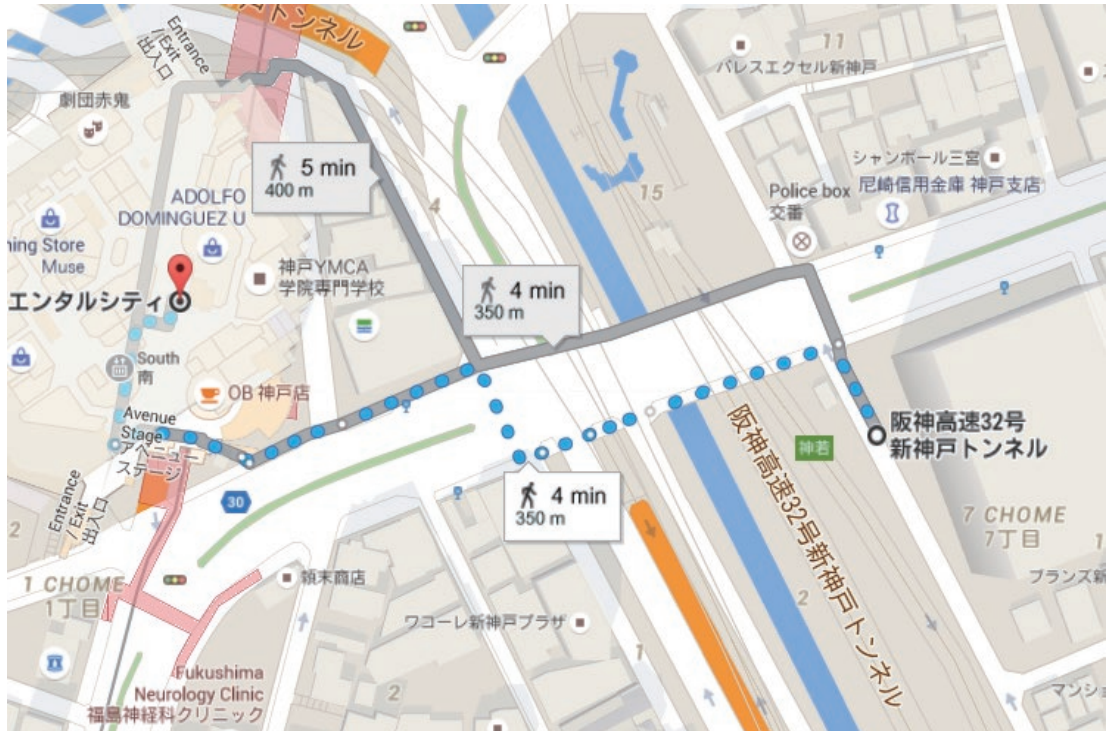 戸トンネル
Entrance
/Exit
出入口
劇団赤鬼
11
パレスエクセル新神戸
5 min
400 m
シャンボール三宮
尼崎信用金庫 神戸支店
Police box
交番
15
4
ADOLFO
DOMINGUEZ U
ning Store
Muse
神戸YMCA
学院専門学校
4 min
350 m
エンタルシティ
South
南
OB 神戸店
Avenue
Stage
アベニュー
ステージ
阪神高速32号
新神戸トンネル
神若
阪神高速32号新神戸トンネル
30
4 min
350 m
Entrance
/Exit
出入口
2
7 CHOME
7丁目
1
1 CHOME
1丁目
領末商店
ブランズ新
2
ワコーレ新神戸プラザ
1
Fukushima
Neurology Clinic
福島神経科クリニック
2
マンショ